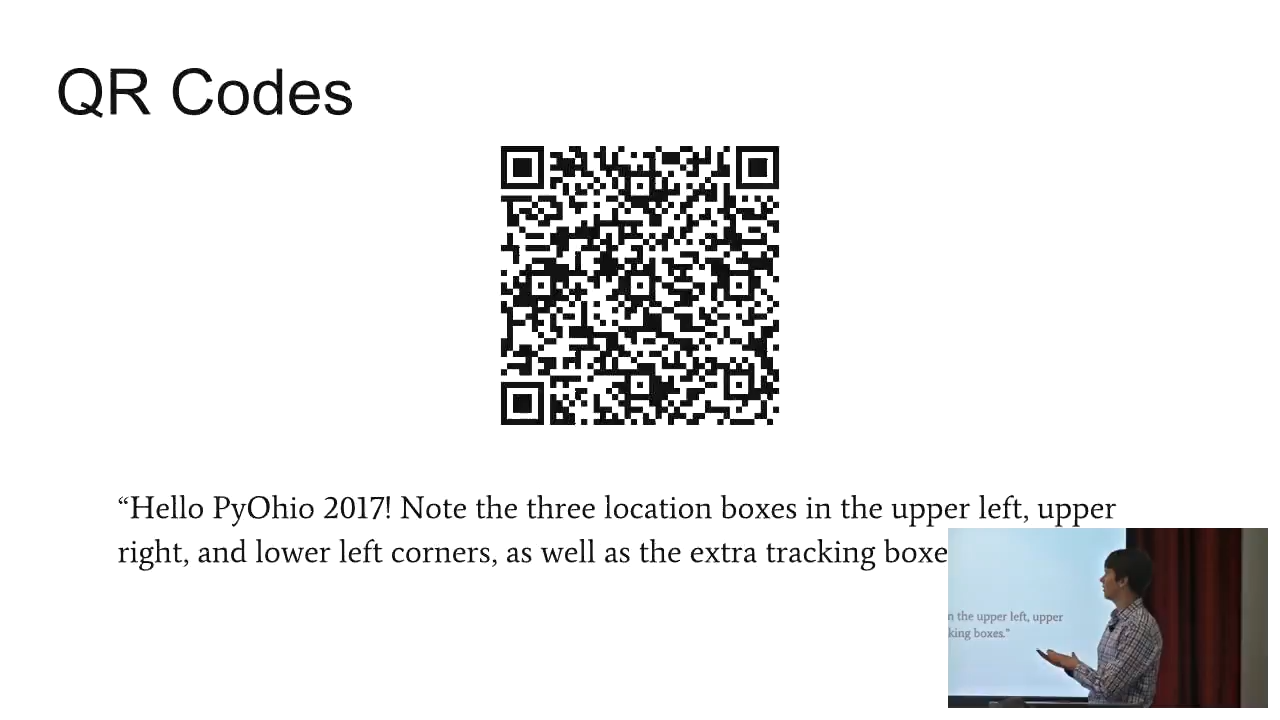 QR Codes
“Hello PyOhio 2017! Note the three location boxes in the upper left, upper
right, and lower left corners, as well as the extra tracking boxe
n the upper left, upper
king boxes.”